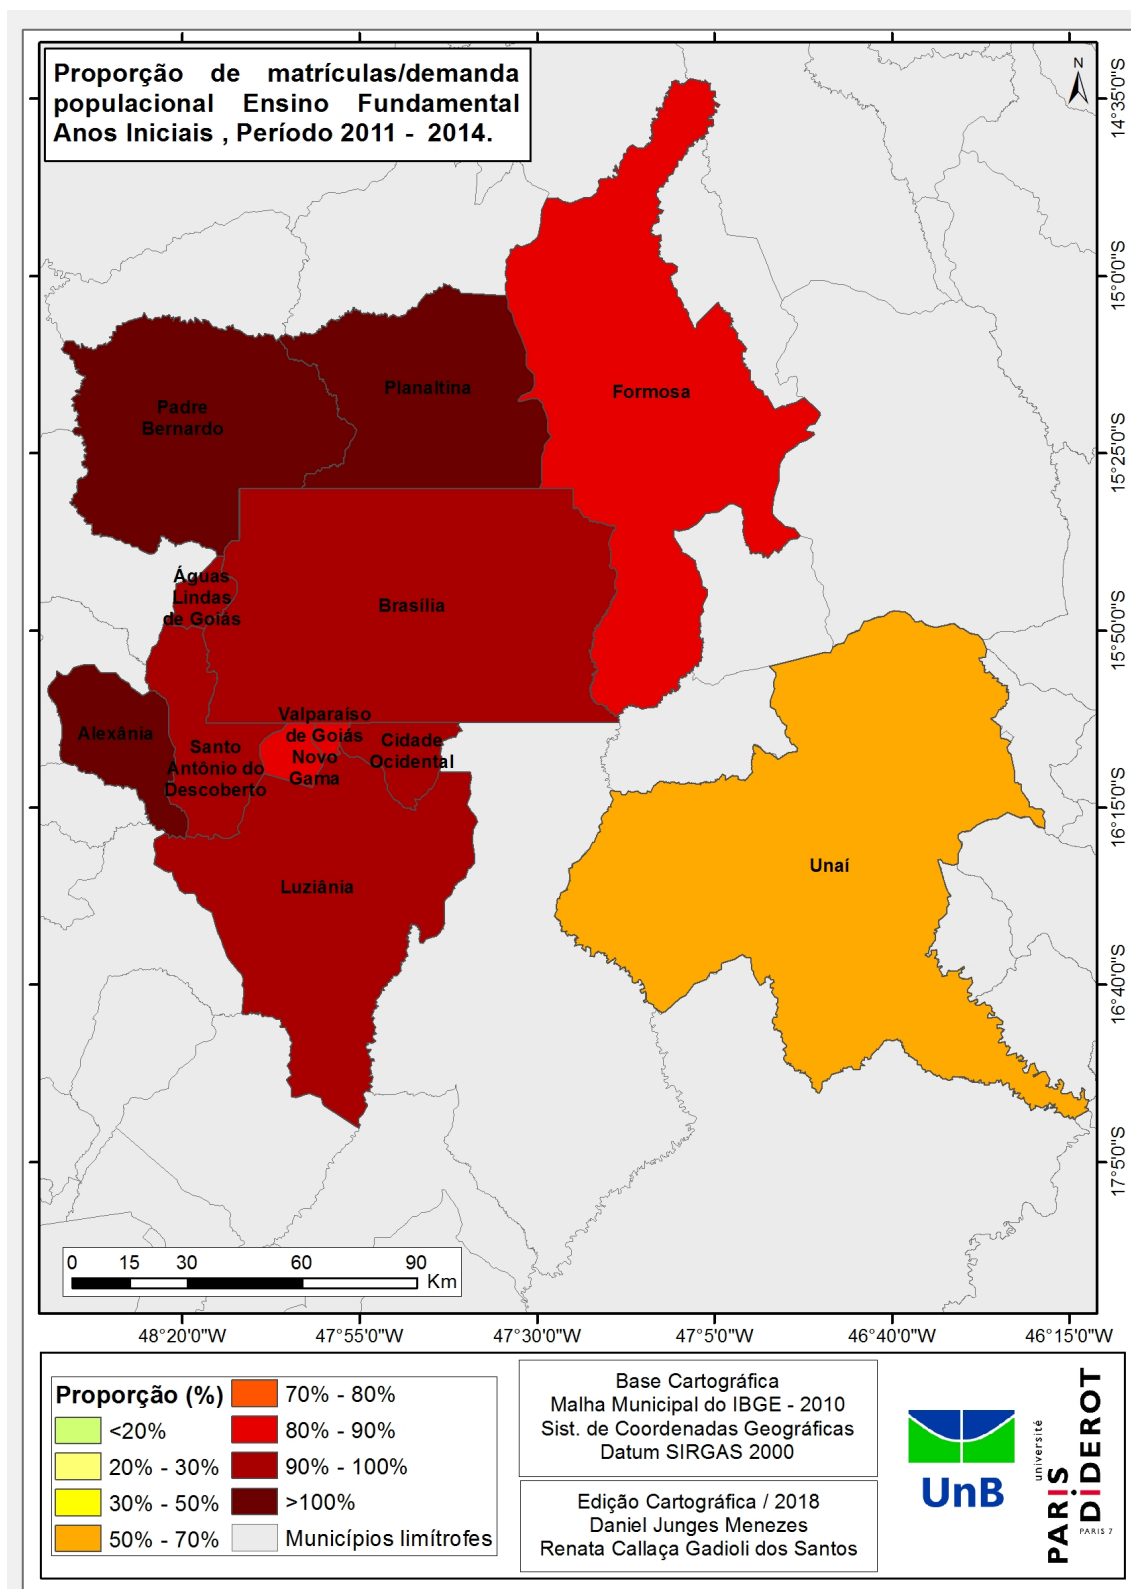 Proporção de matrículas/demanda
populacional Ensino Fundamental
Anos Iniciais , Período 2011 - 2014.
N
14°35'0"S
15°0'0"S
15°25'0"S
15°50'0"S
16°15'0"S
16°40'0"S
17°5'0"S
Formosa
Planaltina
Padre
Bernardo
Águas
Lindas
de Goiás
Brasília
Alexânia
Santo
Antônio do
Descoberto
Valparaíso
de Goiás
Novo
Gama
Cidade
Ocidental
Luziânia
Unaí
0 15 30 60 90
Km
48°20'0"W 47°55'0"W 47°30'0"W 47°5'0"W 46°40'0"W 46°15'0"W
Proporção (%)
<20%
20% - 30%
30% - 50%
50% - 70%
70% - 80%
80% - 90%
90% - 100%
>100%
Municípios limítrofes
Base Cartográfica
Malha Municipal do IBGE - 2010
Sist. de Coordenadas Geográficas
Datum SIRGAS 2000
Edição Cartográfica / 2018
Daniel Junges Menezes
Renata Callaça Gadioli dos Santos
UnB
université
PARIS
DiDEROT
PARIS 7